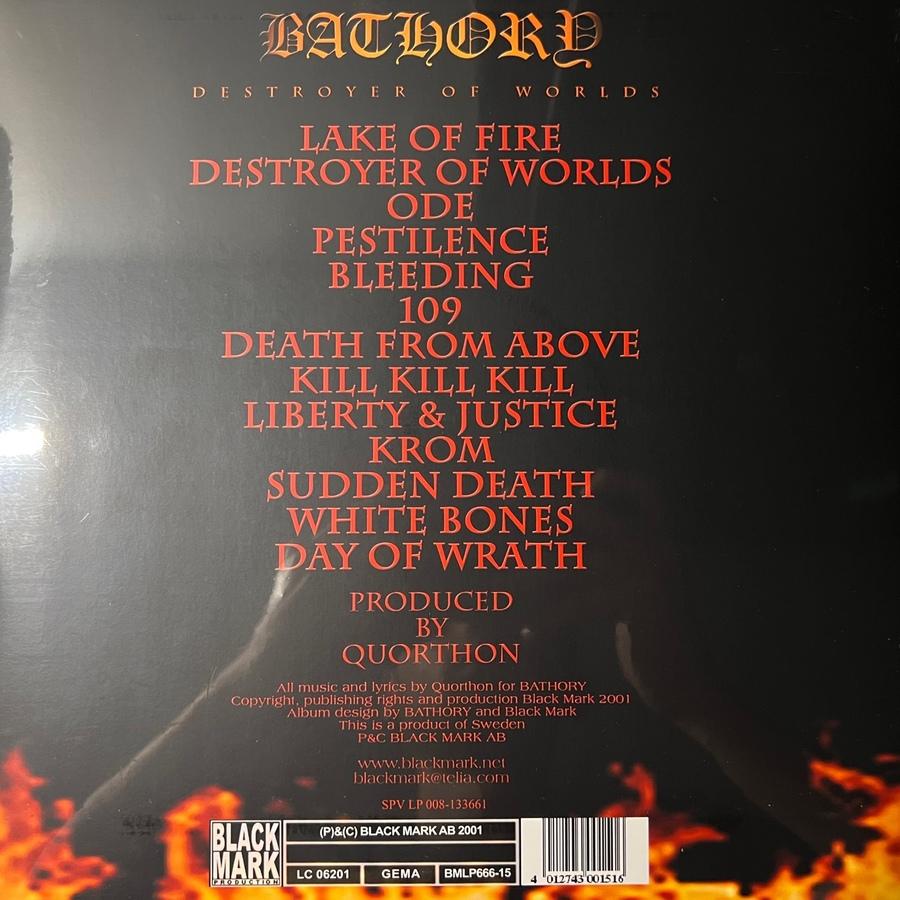 BATHORY
DESTROYER OF WORLDS
LAKE OF FIRE
DESTROYER OF WORLDS
ODE
PESTILENCE
BLEEDING
109
DEATH FROM ABOVE
KILL KILL KILL
LIBERTY & JUSTICE
KROM
SUDDEN DEATH
WHITE BONES
DAY OF WRATH
PRODUCED
BY
QUORTHON
All music and lyrics by Quorthon for BATHORY
Copyright, publishing rights and production Black Mark 2001
Album design by BATHORY and Black Mark
This is a product of Sweden
P&C BLACK MARK AB
www.blackmark.net
blackmark@telia.com
SPV LP 008-133661
BLACK
MARK
PRODUCTION
(P)&(C) BLACK MARK AB 2001
LC 06201 GEMA BMLP666-15
4 012743 001516